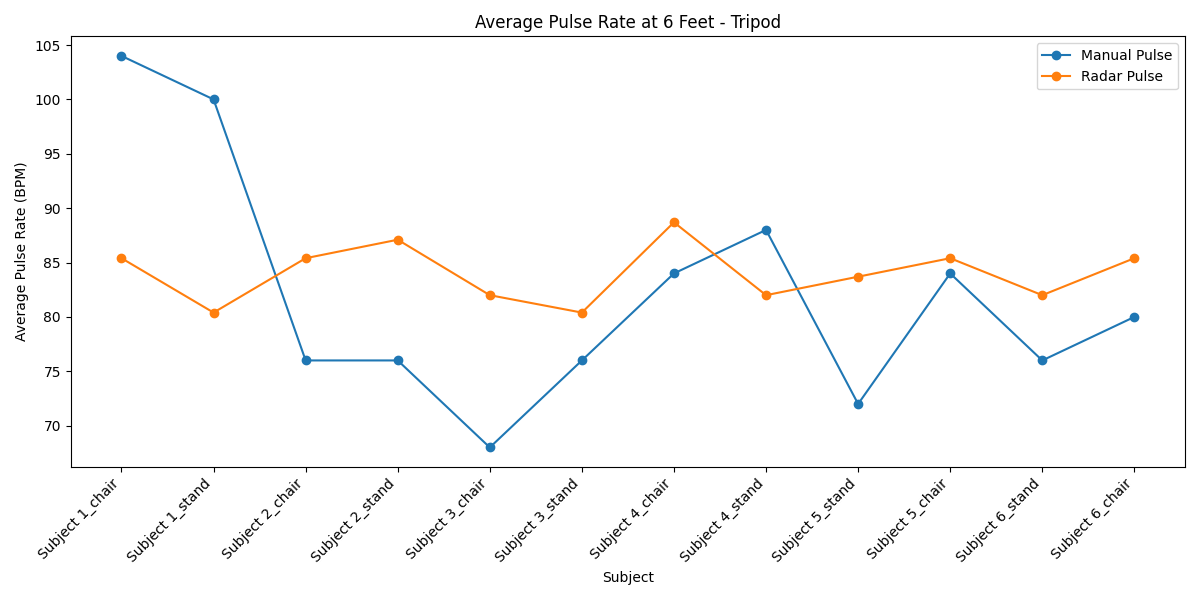 Average Pulse Rate at 6 Feet - Tripod
Manual Pulse
Radar Pulse
Average Pulse Rate (BPM)
105
100
95
90
85
80
75
70
Subject 1_chair
Subject 1_stand
Subject 2_chair
Subject 2_stand
Subject 3_chair
Subject 3_stand
Subject 4_chair
Subject 4_stand
Subject 5_stand
Subject 5_chair
Subject 6_stand
Subject 6_chair
Subject